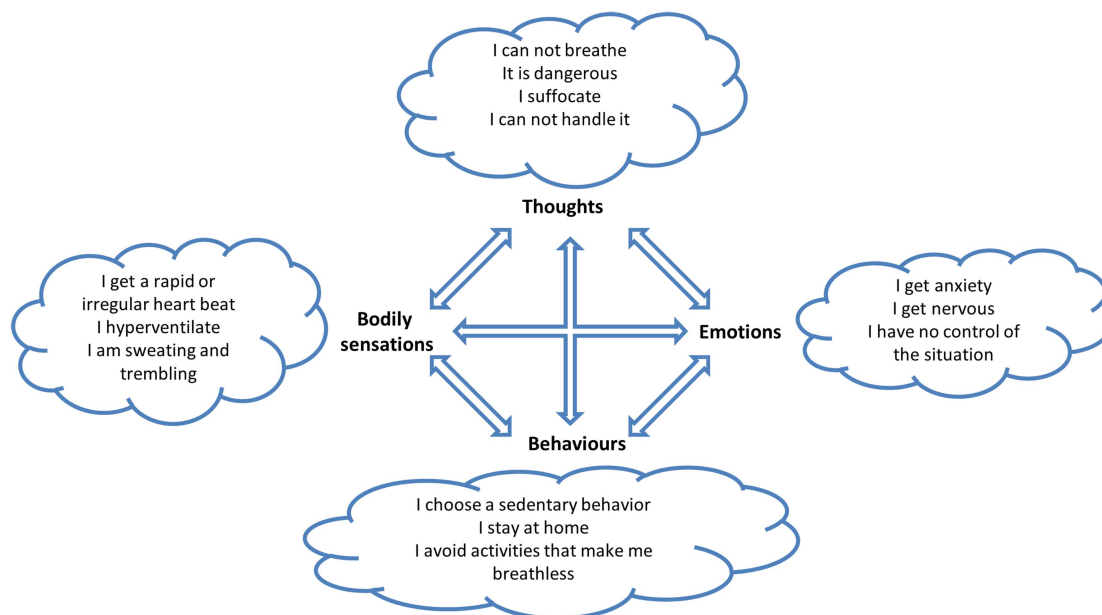 I can not breathe
It is dangerous
I suffocate
I can not handle it
Thoughts
I get a rapid or
irregular heart beat
I hyperventilate
I am sweating and
trembling
Bodily
sensations
Emotions
I get anxiety
I get nervous
I have no control of
the situation
Behaviours
I choose a sedentary behavior
I stay at home
I avoid activities that make me
breathless